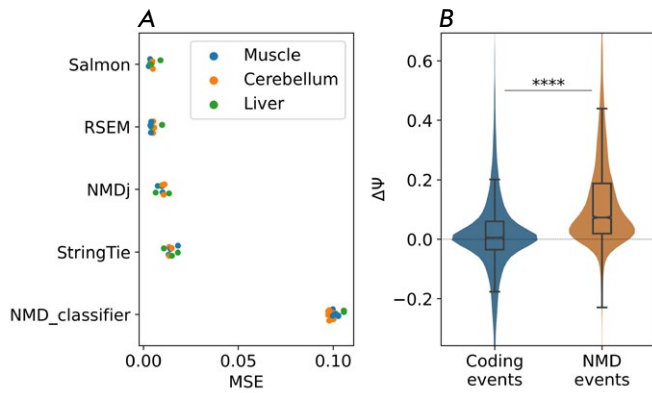 A
Salmon
RSEM
NMDj
StringTie
NMD_classifier
Muscle
Cerebellum
Liver
0.00
0.05
0.10
MSE
B
ΔΨ
0.6
0.4
0.2
0.0
−0.2
****
Coding
events
NMD
events